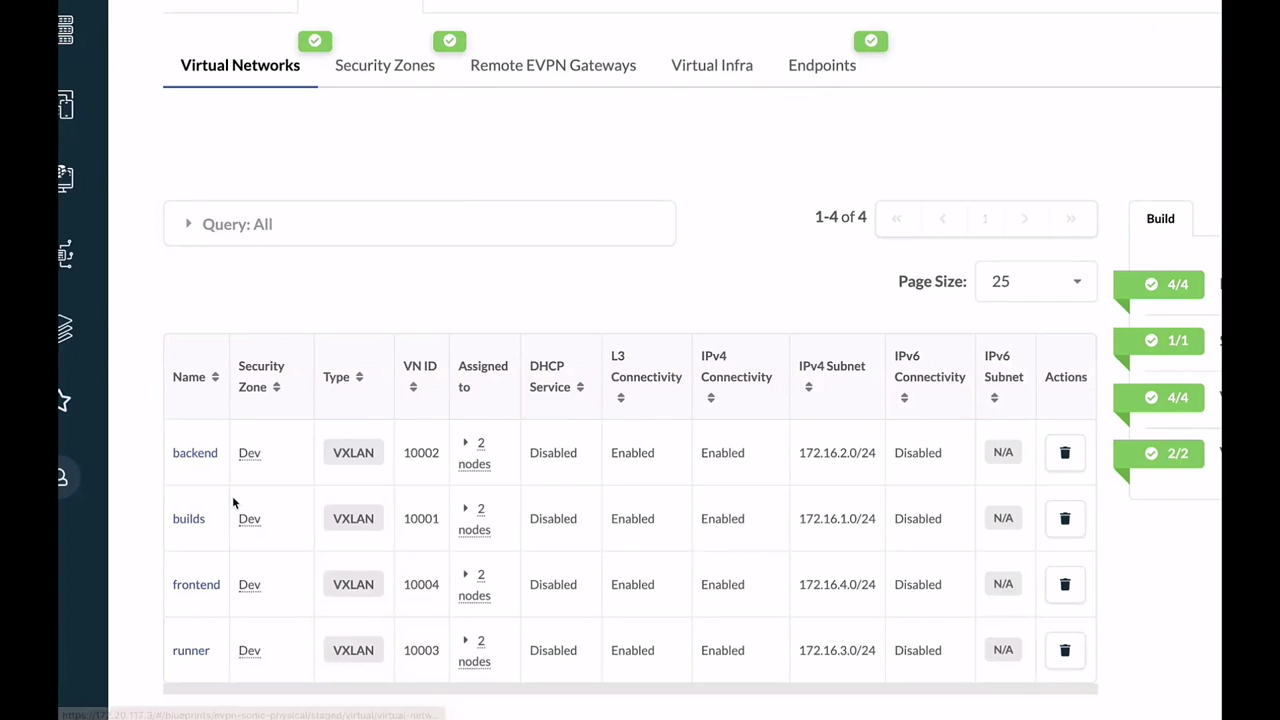 Virtual Networks Security Zones Remote EVPN Gateways Virtual Infra Endpoints
Query: All
1-4 of 4
1
Build
Page Size: 25
4/4
1/1
4/4
2/2
Name Security Zone Type VN ID Assigned to DHCP Service L3 Connectivity IPv4 Connectivity IPv4 Subnet IPv6 Connectivity IPv6 Subnet Actions
backend Dev VXLAN 10002 2 nodes Disabled Enabled Enabled 172.16.2.0/24 Disabled N/A
builds Dev VXLAN 10001 2 nodes Disabled Enabled Enabled 172.16.1.0/24 Disabled N/A
frontend Dev VXLAN 10004 2 nodes Disabled Enabled Enabled 172.16.4.0/24 Disabled N/A
runner Dev VXLAN 10003 2 nodes Disabled Enabled Enabled 172.16.3.0/24 Disabled N/A